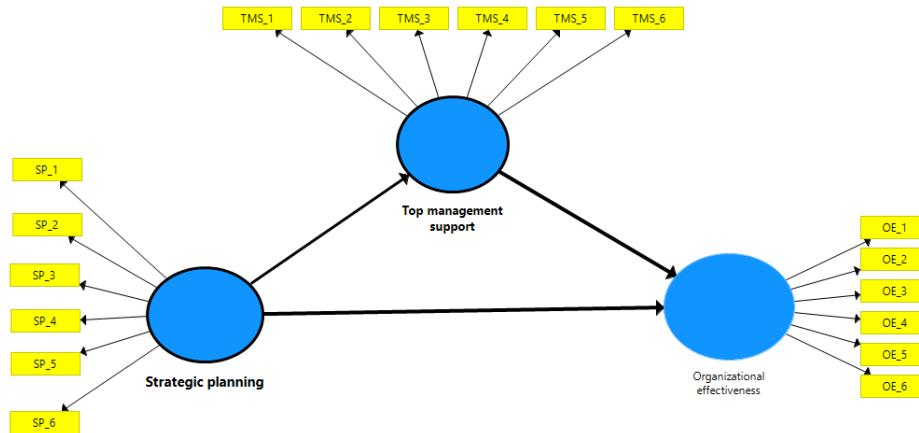 TMS_1
TMS_2
TMS_3
TMS_4
TMS_5
TMS_6
SP_1
SP_2
SP_3
SP_4
SP_5
SP_6
Top management
support
Strategic planning
OE_1
OE_2
OE_3
OE_4
OE_5
OE_6
Organizational
effectiveness